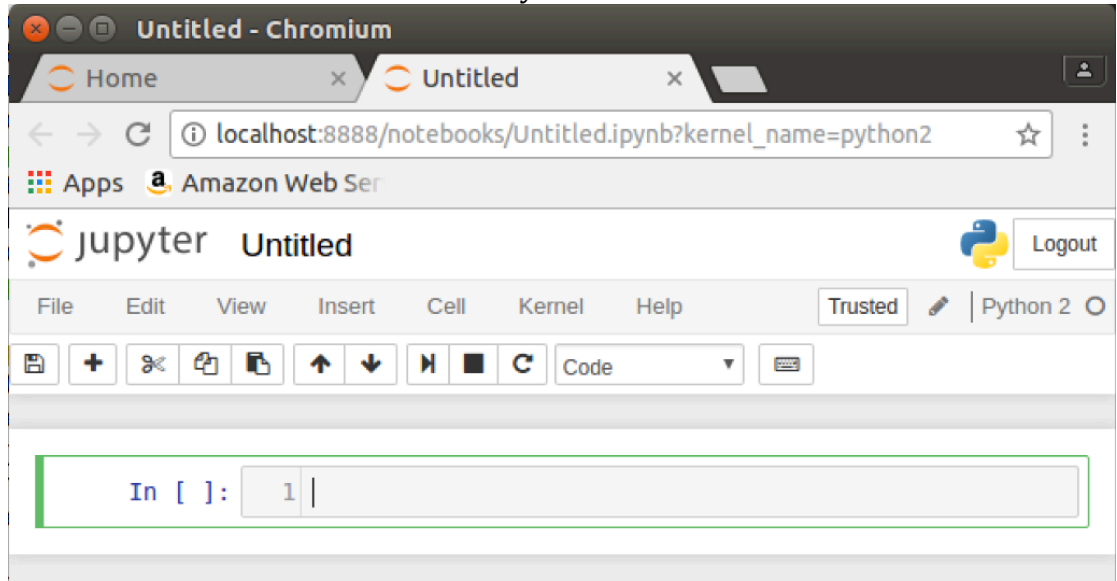 Untitled - Chromium
Home Untitled
localhost:8888/notebooks/Untitled.ipynb?kernel_name=python2
Apps Amazon Web Ser
jupyter Untitled Logout
File Edit View Insert Cell Kernel Help Trusted Python 2
Code
In [ ]: 1